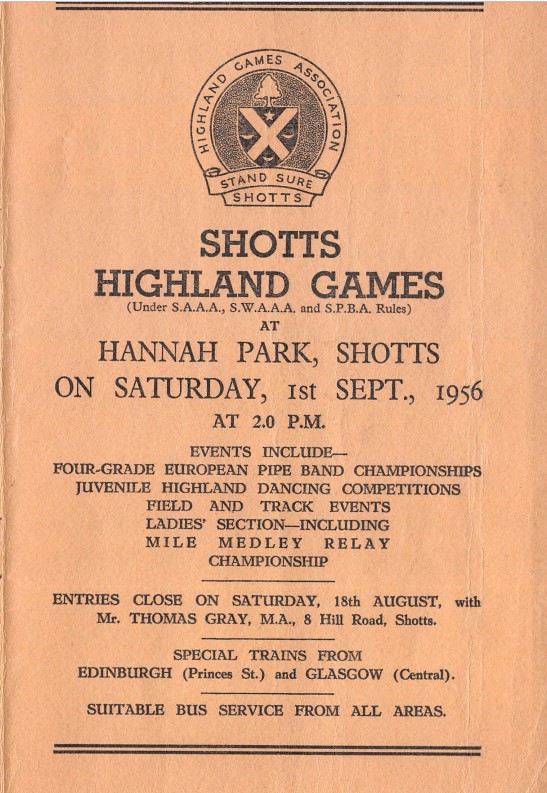 HIGHLAND GAMES ASSOCIATION
STAND SURE
SHOTTS
SHOTTS
HIGHLAND GAMES
(Under S.A.A.A., S.W.A.A.A. and S.P.B.A. Rules)
AT
HANNAH PARK, SHOTTS
ON SATURDAY, 1st SEPT., 1956
AT 2.0 P.M.
EVENTS INCLUDE—
FOUR-GRADE EUROPEAN PIPE BAND CHAMPIONSHIPS
JUVENILE HIGHLAND DANCING COMPETITIONS
FIELD AND TRACK EVENTS
LADIES' SECTION—INCLUDING
MILE MEDLEY RELAY
CHAMPIONSHIP
ENTRIES CLOSE ON SATURDAY, 18th AUGUST, with
Mr. THOMAS GRAY, M.A., 8 Hill Road, Shotts.
SPECIAL TRAINS FROM
EDINBURGH (Princes St.) and GLASGOW (Central).
SUITABLE BUS SERVICE FROM ALL AREAS.